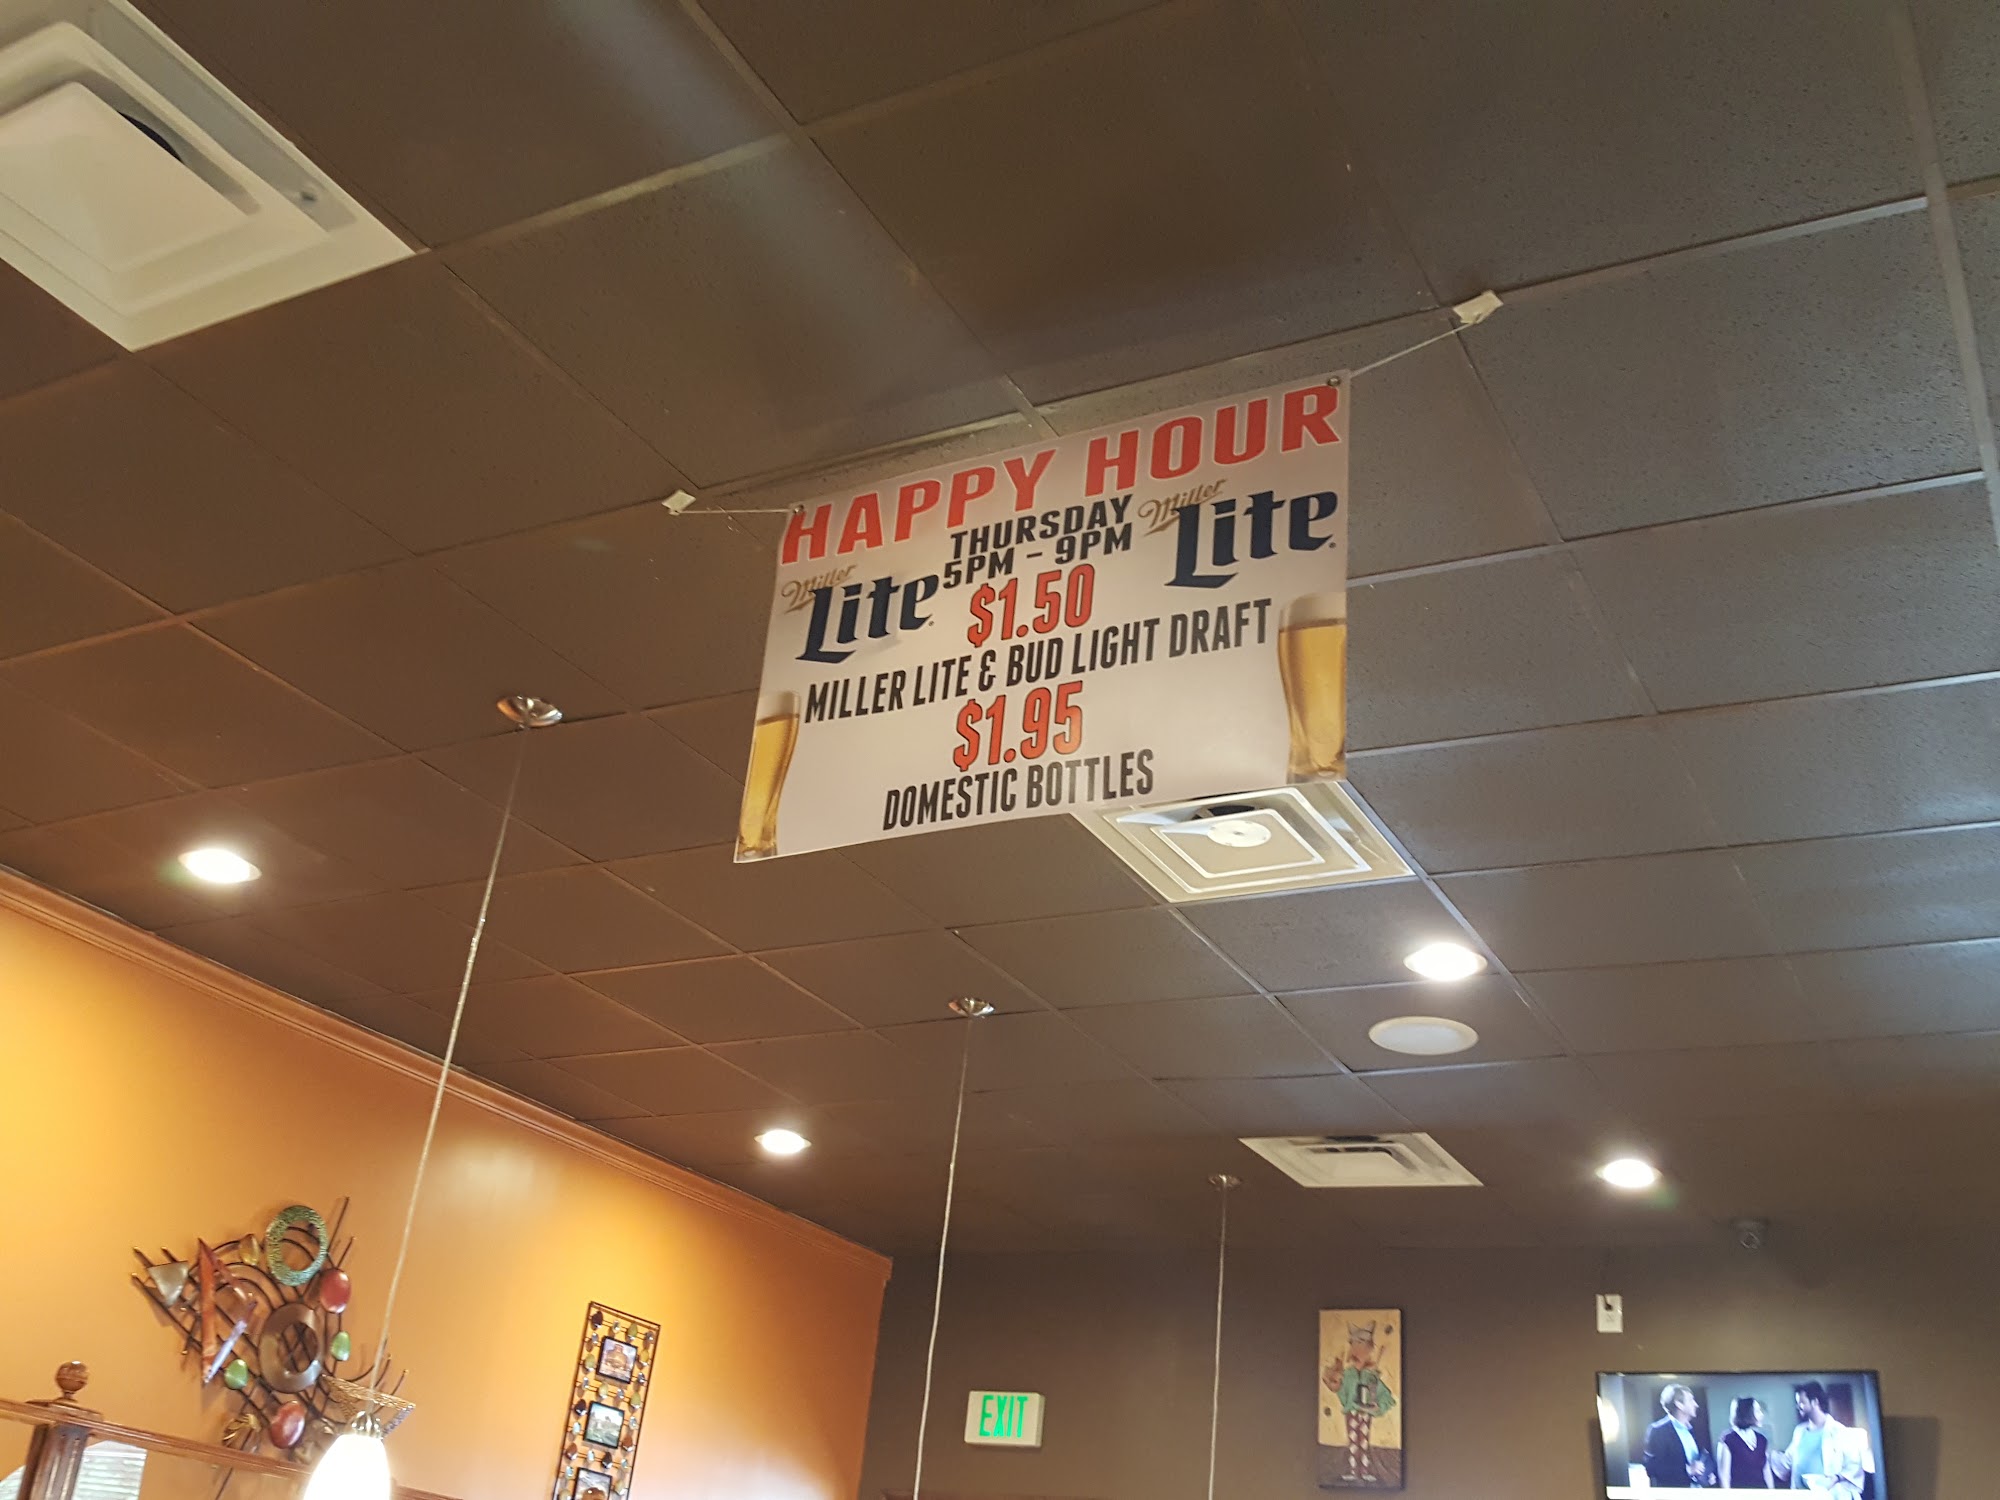 HAPPY HOUR
Miller Lite
THURSDAY
5PM - 9PM
Miller Lite
$1.50
MILLER LITE & BUD LIGHT DRAFT
$1.95
DOMESTIC BOTTLES
EXIT